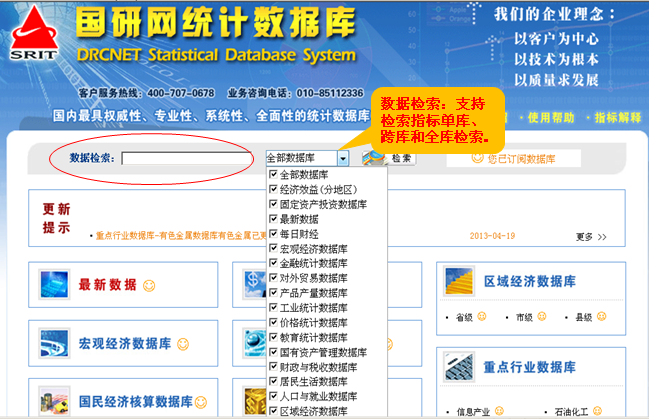 国研网统计数据库
DRCNET Statistical Database System
SRIT
我们的企业理念：
以客户为中心
以技术为根本
以质量求发展
客户服务热线：400-707-0678 业务咨询电话：010-85112336
国内最具权威性、专业性、系统性、全面性的统计数据库
使用帮助 · 指标解释
数据检索：支持
检索指标单库、
跨库和全库检索。
数据检索： 全部数据库 检索 您已订阅数据库
全部数据库
经济效益(分地区)
固定资产投资数据库
最新数据
每日财经
宏观经济数据库
金融统计数据库
对外贸易数据库
产品产量数据库
工业统计数据库
价格统计数据库
教育统计数据库
国有资产管理数据库
财政与税收数据库
居民生活数据库
人口与就业数据库
区域经济数据库
更新
提示
· 重点行业数据库-有色金属数据库有色金属已更 2013-04-19 更多 >>
最新数据
宏观经济数据库
国民经济核算数据库
区域经济数据库
· 省级 · 市级 · 县级
重点行业数据库
· 信息产业 · 石油化工